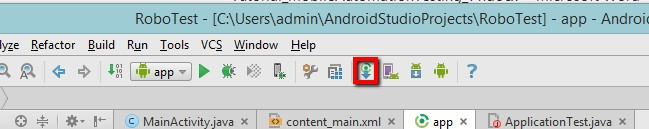 RoboTest - [C:\Users\admin\AndroidStudioProjects\RoboTest] - app - Android
lyze Refactor Build Run Tools VCS Window Help
app
?
MainActivity.java content_main.xml app ApplicationTest.java